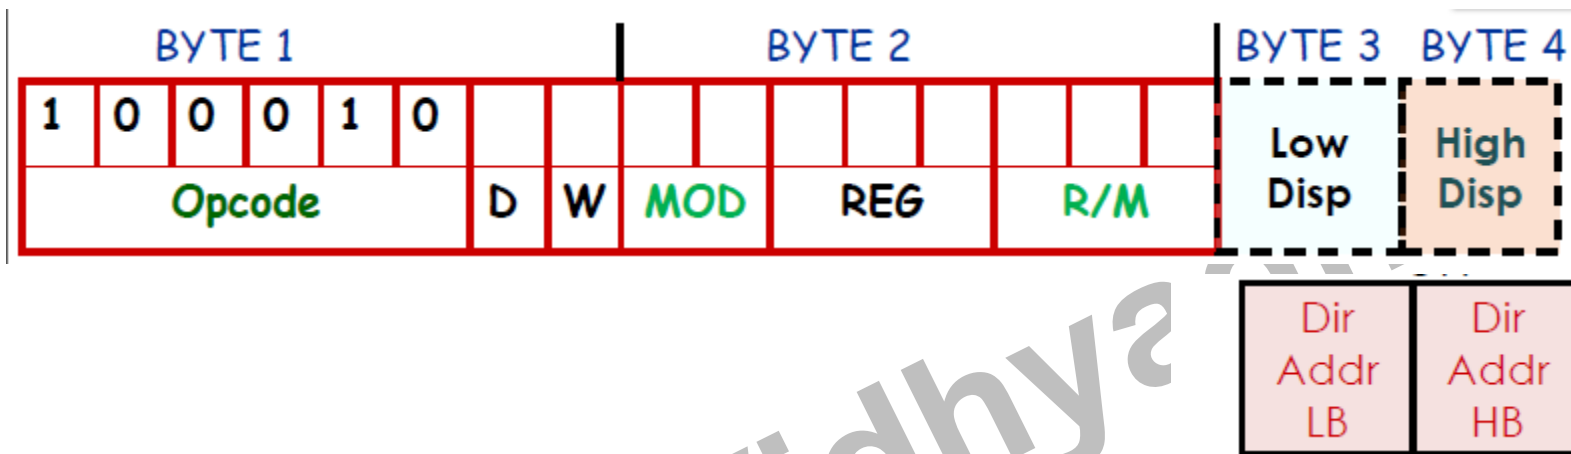 BYTE 1 BYTE 2 BYTE 3 BYTE 4
1 0 0 0 1 0
Opcode D W MOD REG R/M
Low Disp
High Disp
Dir Addr LB
Dir Addr HB